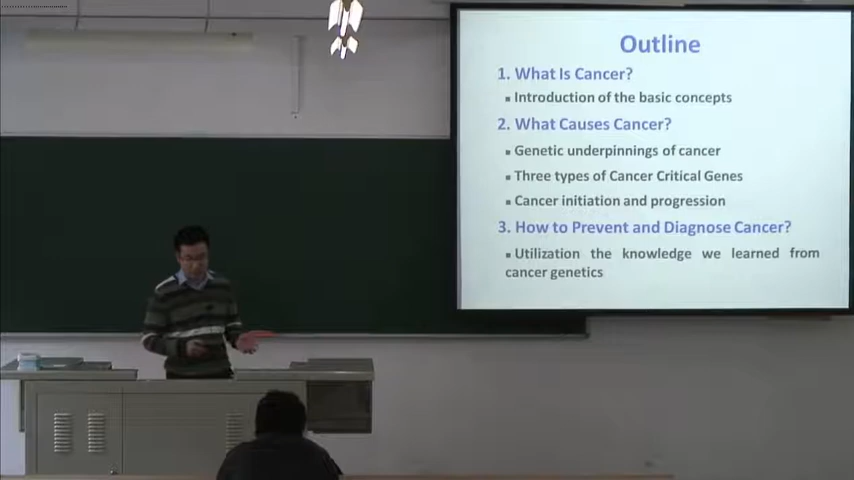 Outline
1. What Is Cancer?
▪ Introduction of the basic concepts
2. What Causes Cancer?
▪ Genetic underpinnings of cancer
▪ Three types of Cancer Critical Genes
▪ Cancer initiation and progression
3. How to Prevent and Diagnose Cancer?
▪ Utilization the knowledge we learned from
cancer genetics